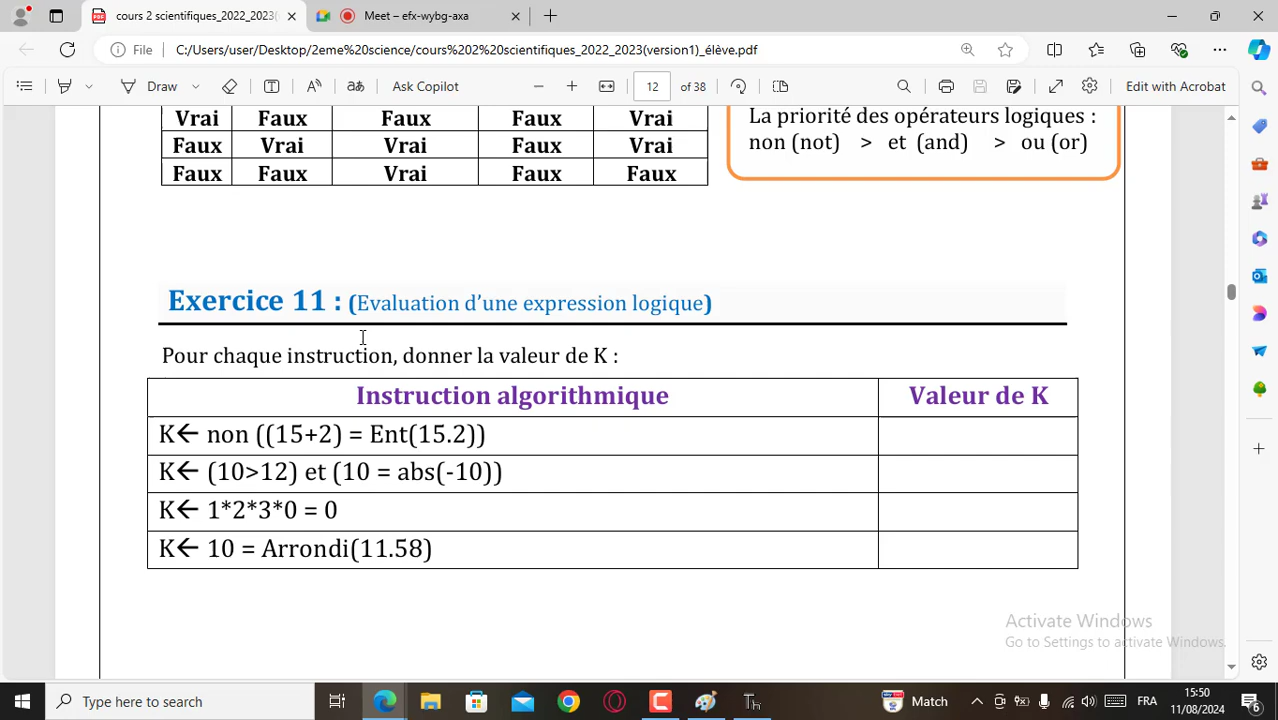 cours 2 scientifiques_2022_2023(
Meet – efx-wybg-axa
File
C:/Users/user/Desktop/2eme%20science/cours%202%20scientifiques_2022_2023(version1)_élève.pdf
Draw
Ask Copilot
12 of 38
Edit with Acrobat
Vrai Faux Faux Faux Vrai
Faux Vrai Vrai Faux Vrai
Faux Faux Vrai Faux Faux
La priorité des opérateurs logiques :
non (not) > et (and) > ou (or)
Exercice 11 : (Evaluation d’une expression logique)
Pour chaque instruction, donner la valeur de K :
Instruction algorithmique Valeur de K
K← non ((15+2) = Ent(15.2))
K← (10>12) et (10 = abs(-10))
K← 1*2*3*0 = 0
K← 10 = Arrondi(11.58)
Activate Windows
Go to Settings to activate Windows.
Type here to search
Match
FRA
15:50
11/08/2024
6